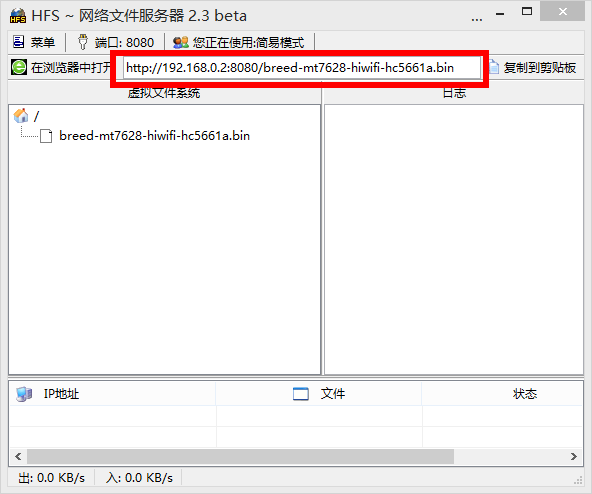 HFS ~ 网络文件服务器 2.3 beta
菜单 端口: 8080 您正在使用:简易模式
在浏览器中打开 http://192.168.0.2:8080/breed-mt7628-hiwifi-hc5661a.bin 复制到剪贴板
虚拟文件系统 日志
/
breed-mt7628-hiwifi-hc5661a.bin
IP地址 文件 状态
出: 0.0 KB/s 入: 0.0 KB/s